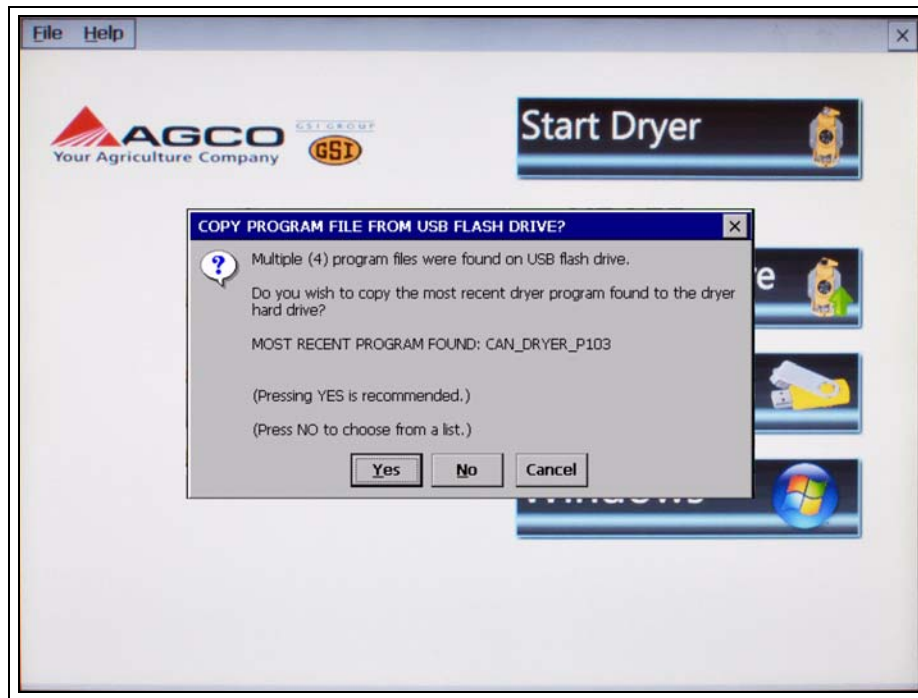 File Help
AGCO
Your Agriculture Company
GSI GROUP
GSI
Start Dryer
COPY PROGRAM FILE FROM USB FLASH DRIVE?
Multiple (4) program files were found on USB flash drive.
Do you wish to copy the most recent dryer program found to the dryer
hard drive?
MOST RECENT PROGRAM FOUND: CAN_DRYER_P103
(Pressing YES is recommended.)
(Press NO to choose from a list.)
Yes No Cancel
e
Windows